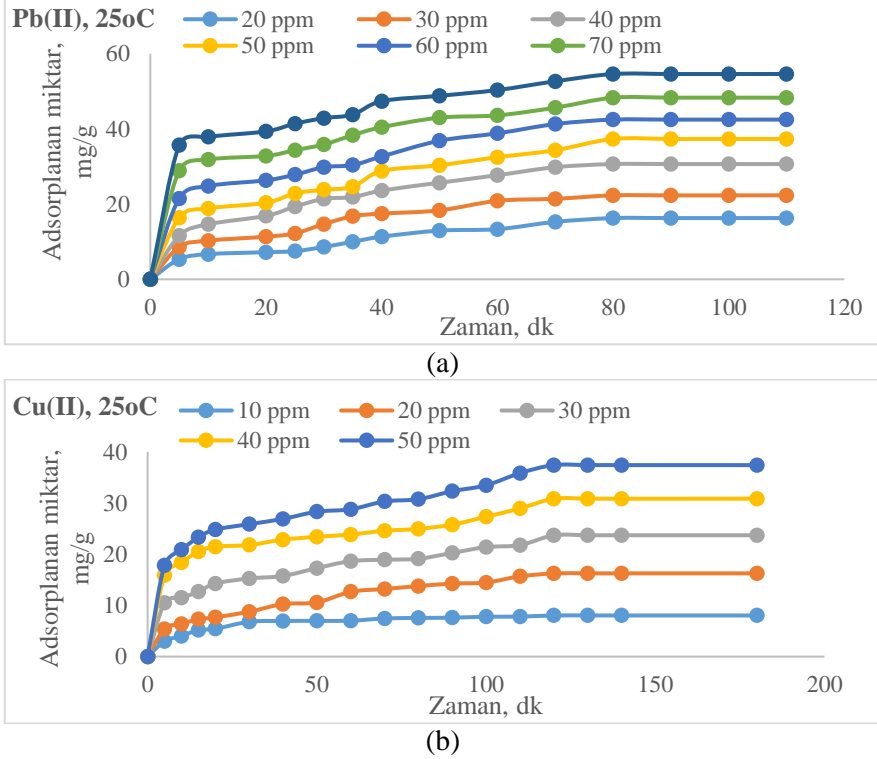 Pb(II), 25oC
20 ppm 30 ppm 40 ppm
50 ppm 60 ppm 70 ppm
Adsorplanan miktar,
mg/g
60
40
20
0
0 20 40 60 80 100 120
Zaman, dk
(a)
Cu(II), 25oC
10 ppm 20 ppm 30 ppm
40 ppm 50 ppm
Adsorplanan miktar,
mg/g
40
30
20
10
0
0 50 100 150 200
Zaman, dk
(b)